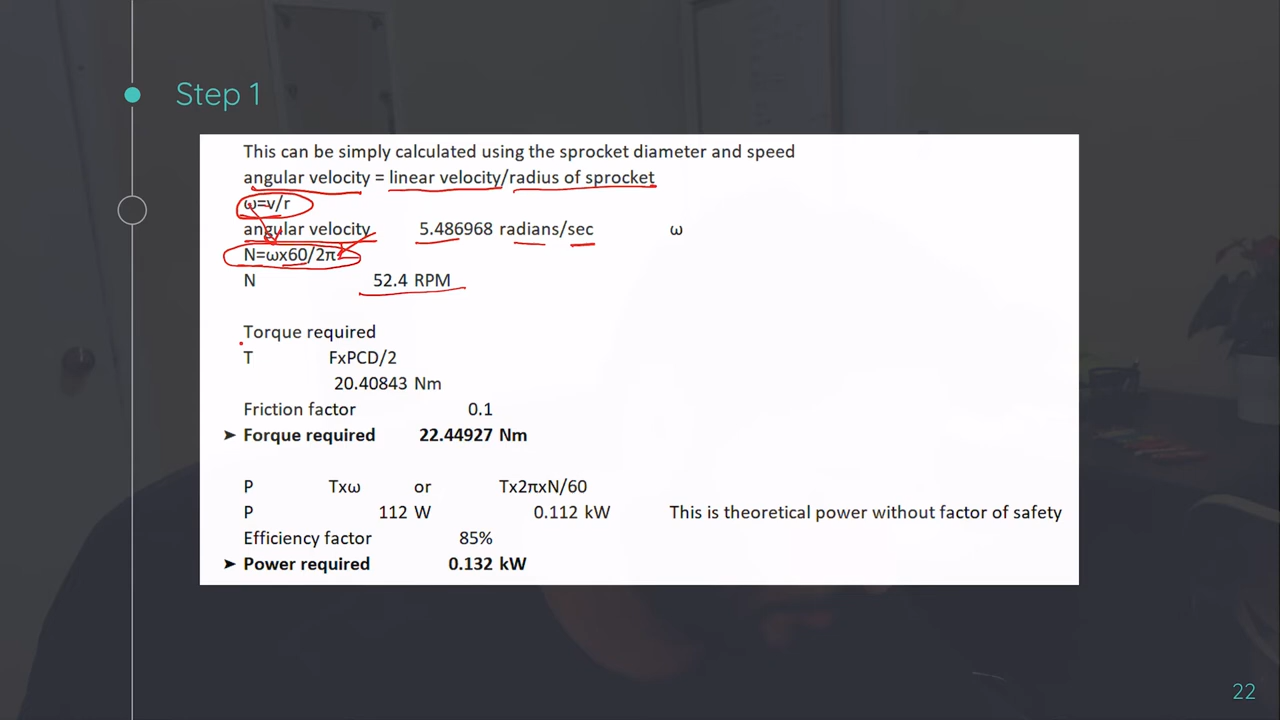 Step 1
This can be simply calculated using the sprocket diameter and speed
angular velocity = linear velocity/radius of sprocket
ω=v/r
angular velocity 5.486968 radians/sec ω
N=ωx60/2π
N 52.4 RPM
Torque required
T FxPCD/2
20.40843 Nm
Friction factor 0.1
➤ Forque required 22.44927 Nm
P Txω or Tx2πxN/60
P 112 W 0.112 kW This is theoretical power without factor of safety
Efficiency factor 85%
➤ Power required 0.132 kW
22